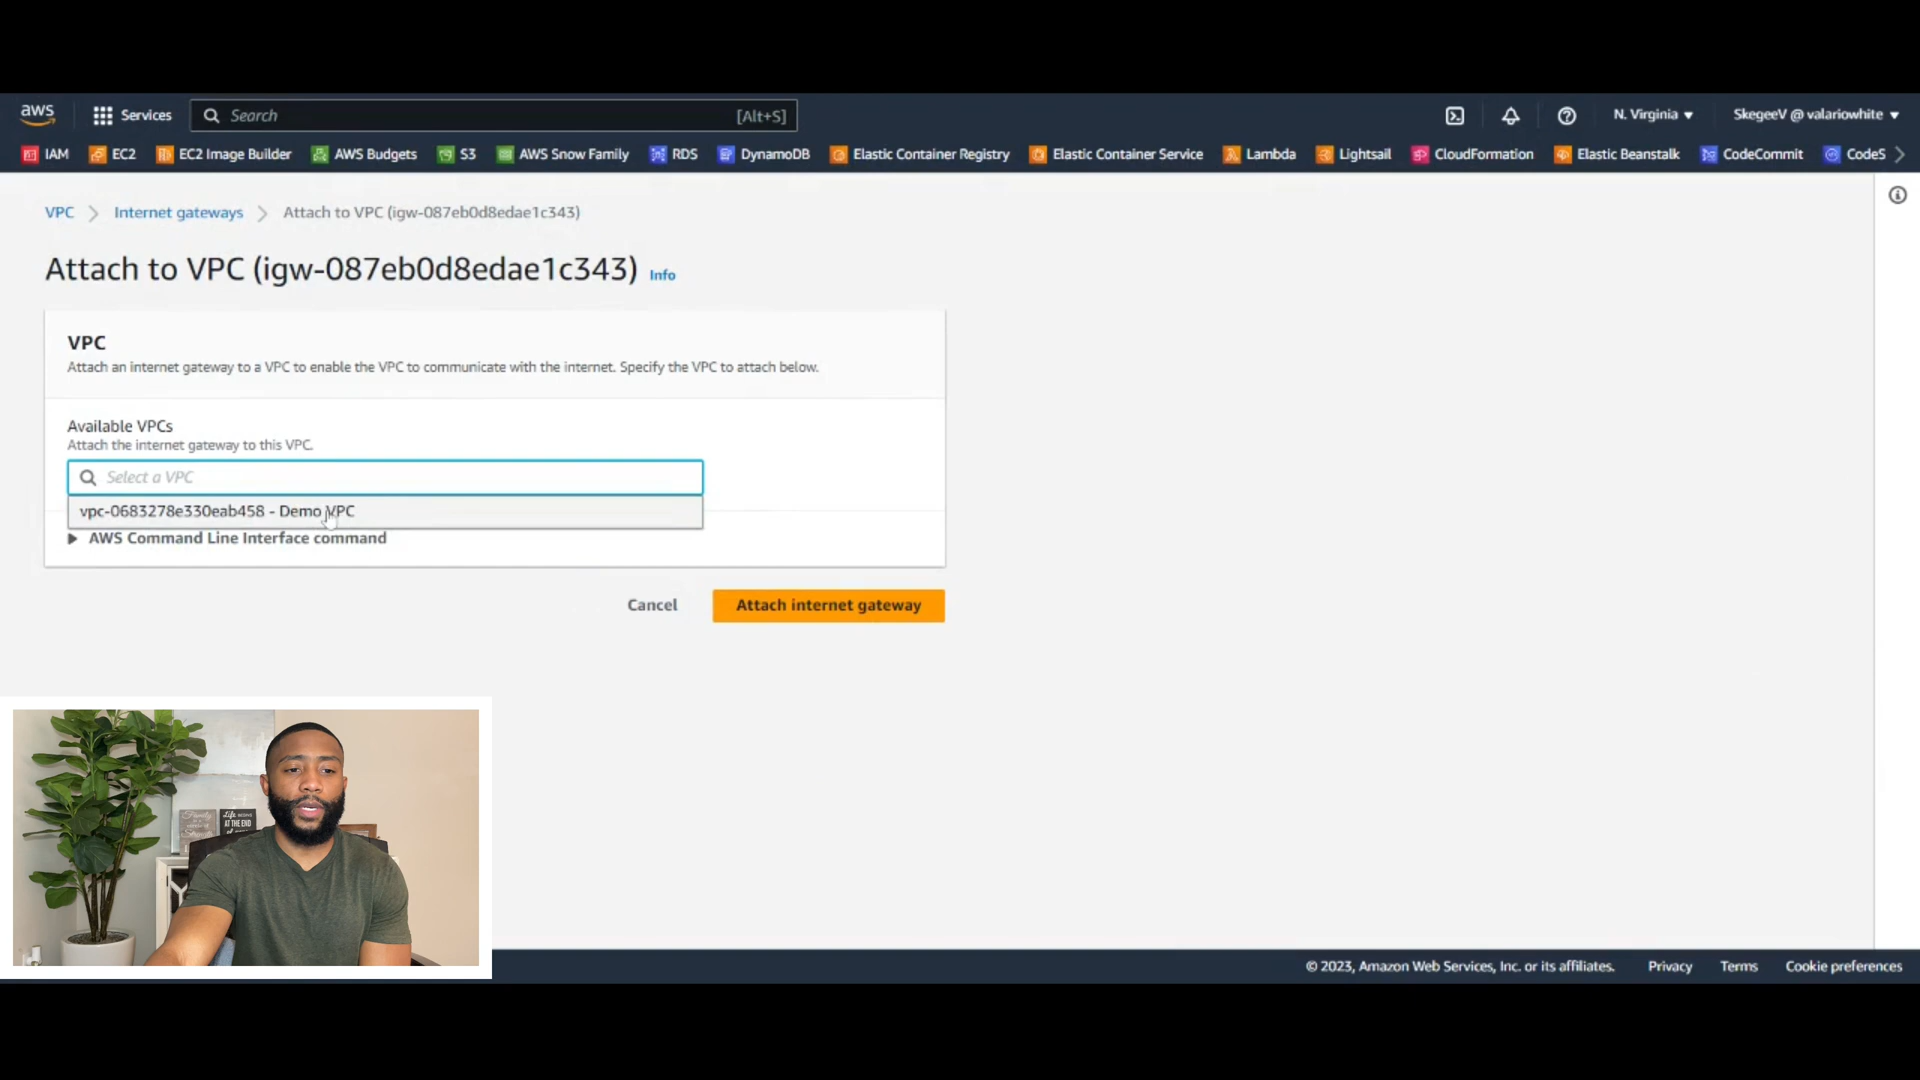 aws
Services
Search
[Alt+S]
N. Virginia
SkegeeV @ valariowhite
IAM
EC2
EC2 Image Builder
AWS Budgets
S3
AWS Snow Family
RDS
DynamoDB
Elastic Container Registry
Elastic Container Service
Lambda
Lightsail
CloudFormation
Elastic Beanstalk
CodeCommit
CodeS
VPC
Internet gateways
Attach to VPC (igw-087eb0d8edae1c343)
Attach to VPC (igw-087eb0d8edae1c343) Info
VPC
Attach an internet gateway to a VPC to enable the VPC to communicate with the internet. Specify the VPC to attach below.
Available VPCs
Attach the internet gateway to this VPC.
Select a VPC
vpc-0683278e330eab458 - Demo VPC
AWS Command Line Interface command
Cancel
Attach internet gateway
Life BEGINS
AT THE END
© 2023, Amazon Web Services, Inc. or its affiliates.
Privacy
Terms
Cookie preferences